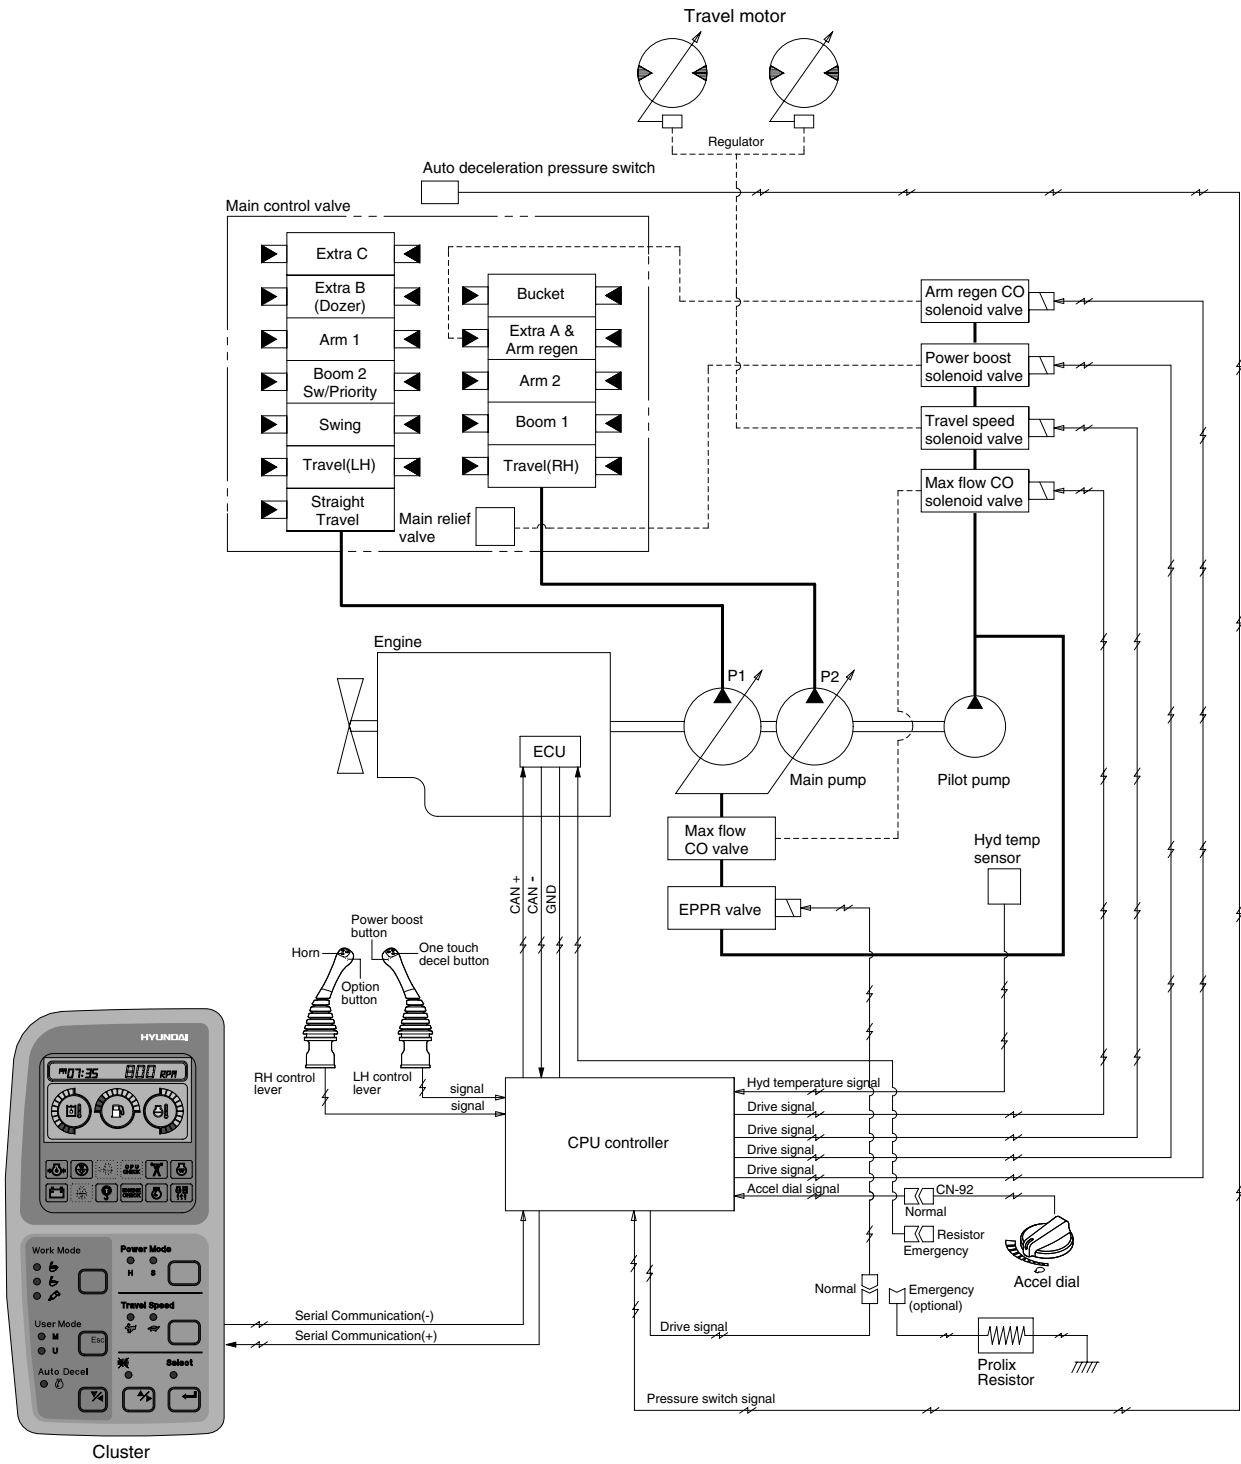 Travel motor
Regulator
Auto deceleration pressure switch
Main control valve
Extra C
Extra B
(Dozer)
Arm 1
Boom 2
Sw/Priority
Swing
Travel(LH)
Straight
Travel
Bucket
Extra A &
Arm regen
Arm 2
Boom 1
Travel(RH)
Main relief
valve
Arm regen CO
solenoid valve
Power boost
solenoid valve
Travel speed
solenoid valve
Max flow CO
solenoid valve
Engine
P1
P2
ECU
Main pump
Pilot pump
Max flow
CO valve
Hyd temp
sensor
EPPR valve
CAN +
CAN -
GND
Power boost
button
Horn
One touch
decel button
Option
button
RH control
lever
LH control
lever
signal
signal
CPU controller
Hyd temperature signal
Drive signal
Drive signal
Drive signal
Drive signal
Accel dial signal
CN-92
Normal
Resistor
Emergency
Accel dial
Normal
Emergency
(optional)
Drive signal
Prolix
Resistor
Pressure switch signal
Serial Communication(-)
Serial Communication(+)
HYUNDAI
PM 07:35 800 RPM
CPU
CHECK
ENGINE
CHECK
Work Mode
Power Mode
H S
Travel Speed
User Mode
M
U
Esc
Auto Decel
Select
Cluster